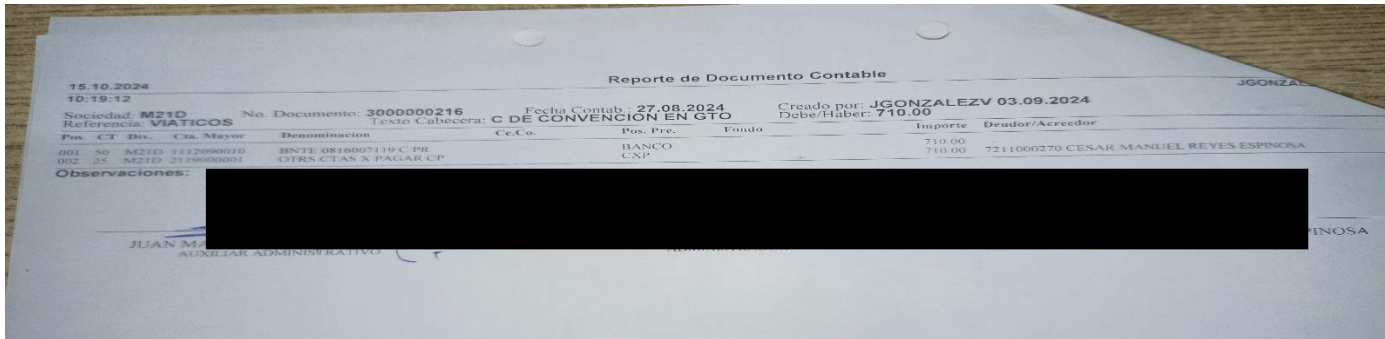 Reporte de Documento Contable
15.10.2024
10:19:12
Sociedad: M21D No. Documento: 3000000216 Fecha Contab.: 27.08.2024 Creado por: JGONZALEZV 03.09.2024
Referencia: VIATICOS Texto Cabecera: C DE CONVENCION EN GTO Debe/Haber: 710.00
Pos CT Div. Cta. Mayor Denominacion Ce.Co. Pos. Pre. Fondo Importe Deudor/Acreedor
001 50 M21D 1112090010 BNTE 0816007119 C PR BANCO 710.00
002 25 M21D 2119000001 OTRS CTAS X PAGAR CP CXP 710.00 7211000270 CESAR MANUEL REYES ESPINOSA
Observaciones:
JUAN
AUXILIAR ADMINISTRATIVO